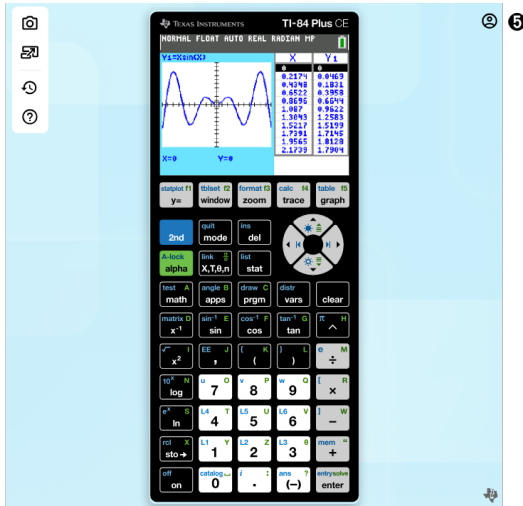 TEXAS INSTRUMENTS TI-84 Plus CE
5
NORMAL FLOAT AUTO REAL RADIAN MP
Y1=Xsin(X)
X Y1
0 0
0.2174 0.0469
0.4348 0.1831
0.6522 0.3958
0.8696 0.6644
1.087 0.9622
1.3043 1.2583
1.5217 1.5199
1.7391 1.7145
1.9565 1.8128
2.1739 1.7904
X=0 Y=0
statplot f1 tblset f2 format f3 calc f4 table f5
y= window zoom trace graph
quit ins
2nd mode del
A-lock link list
alpha X,T,θ,n stat
test A angle B draw C distr
math apps prgm vars clear
matrix D sin-1 E cos-1 F tan-1 G π H
x-1 sin cos tan ^
√ I EE J { K } L e M
x2 , ( ) ÷
10x N u O v P w Q [ R
log 7 8 9 ×
ex S L4 T L5 U L6 V ] W
ln 4 5 6 −
rcl X L1 Y L2 Z L3 θ mem "
sto→ 1 2 3 +
off catalog i : ans ? entry solve
on 0 . (−) enter